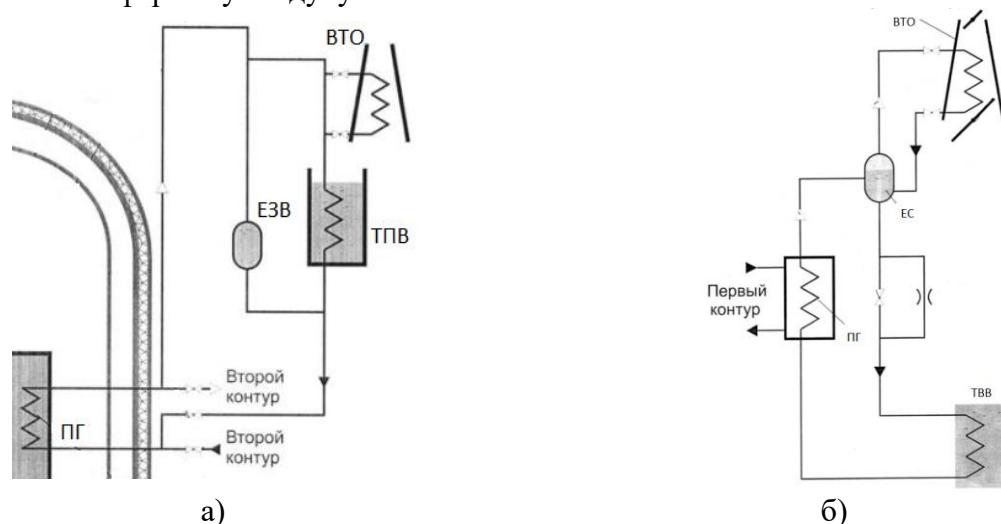 ВТО
ЕЗВ
ТПВ
Второй
контур
ПГ
Второй
контур
а)
ВТО
ЕС
Первый
контур
ПГ
ТВВ
б)